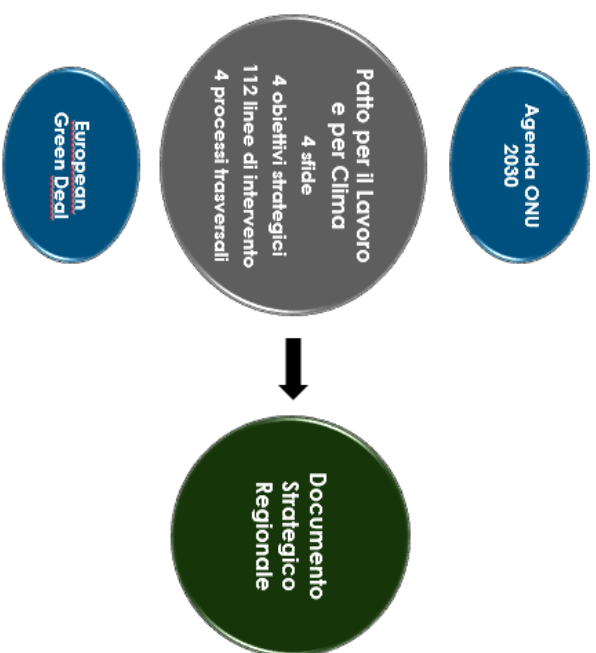 Agenda ONU
2030
Patto per il Lavoro
e per Clima
4 sfide
4 obiettivi strategici
112 linee di intervento
4 processi trasversali
European
Green Deal
Documento
Strategico
Regionale